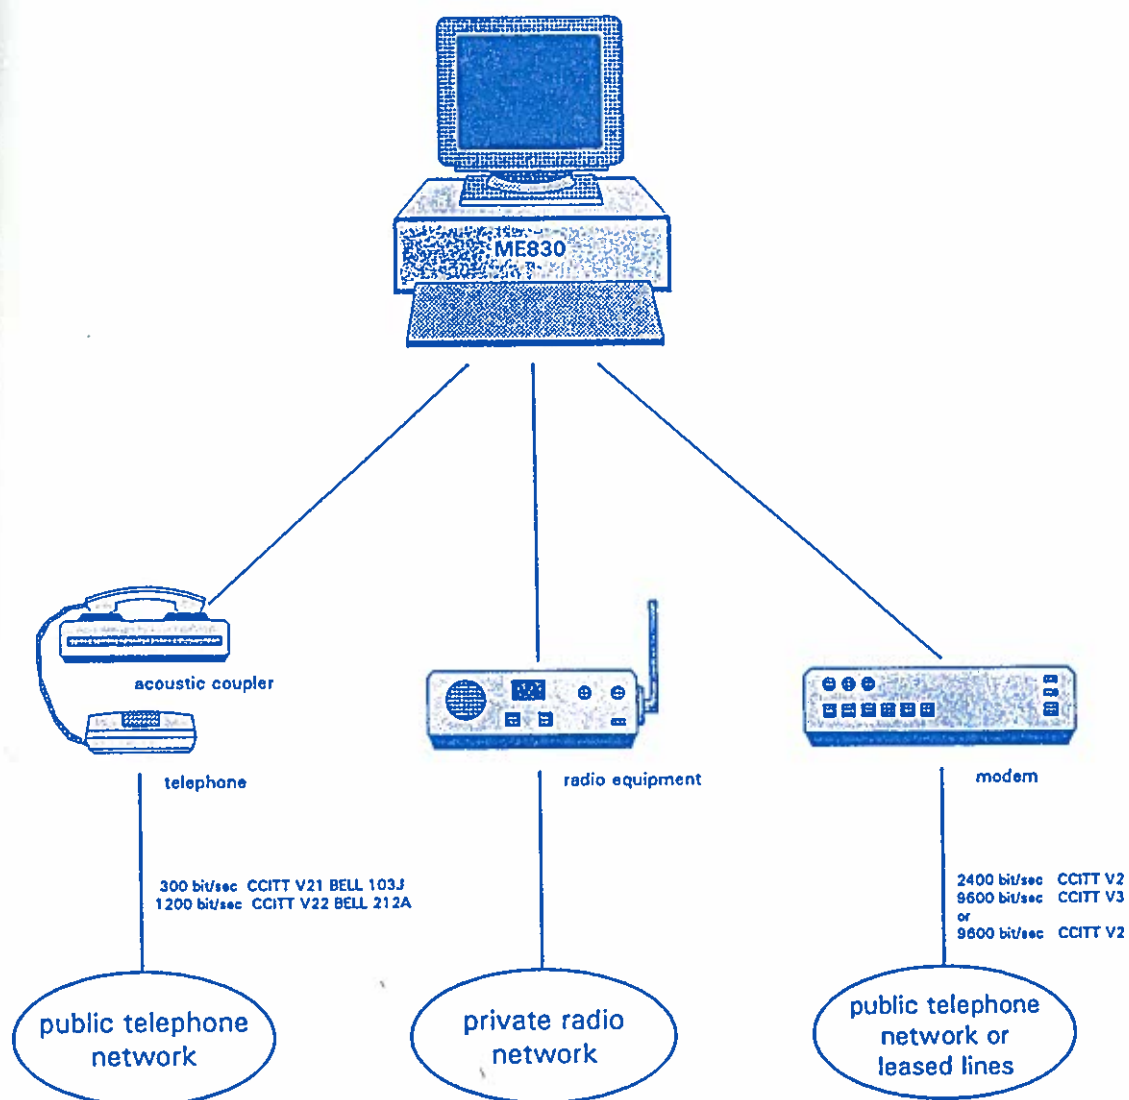 ME830
acoustic coupler
telephone
radio equipment
modem
300 bit/sec CCITT V21 BELL 103J
1200 bit/sec CCITT V22 BELL 212A
2400 bit/sec CCITT V2
9600 bit/sec CCITT V3
or
9600 bit/sec CCITT V2
public telephone
network
private radio
network
public telephone
network or
leased lines